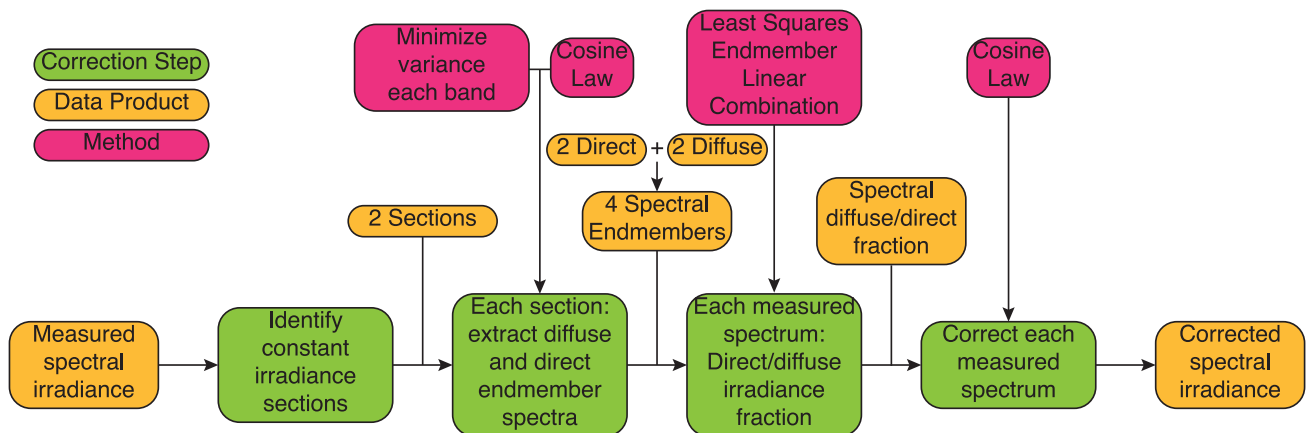 Correction Step
Data Product
Method
Minimize
variance
each band
Cosine
Law
Least Squares
Endmember
Linear
Combination
Cosine
Law
2 Direct + 2 Diffuse
2 Sections
4 Spectral
Endmembers
Spectral
diffuse/direct
fraction
Measured
spectral
irradiance
Identify
constant
irradiance
sections
Each section:
extract diffuse
and direct
endmember
spectra
Each measured
spectrum:
Direct/diffuse
irradiance
fraction
Correct each
measured
spectrum
Corrected
spectral
irradiance